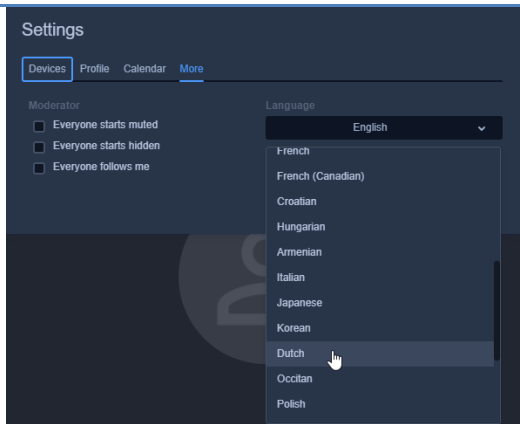 Settings
Devices Profile Calendar More
Moderator
Everyone starts muted
Everyone starts hidden
Everyone follows me
Language
English
French
French (Canadian)
Croatian
Hungarian
Armenian
Italian
Japanese
Korean
Dutch
Occitan
Polish